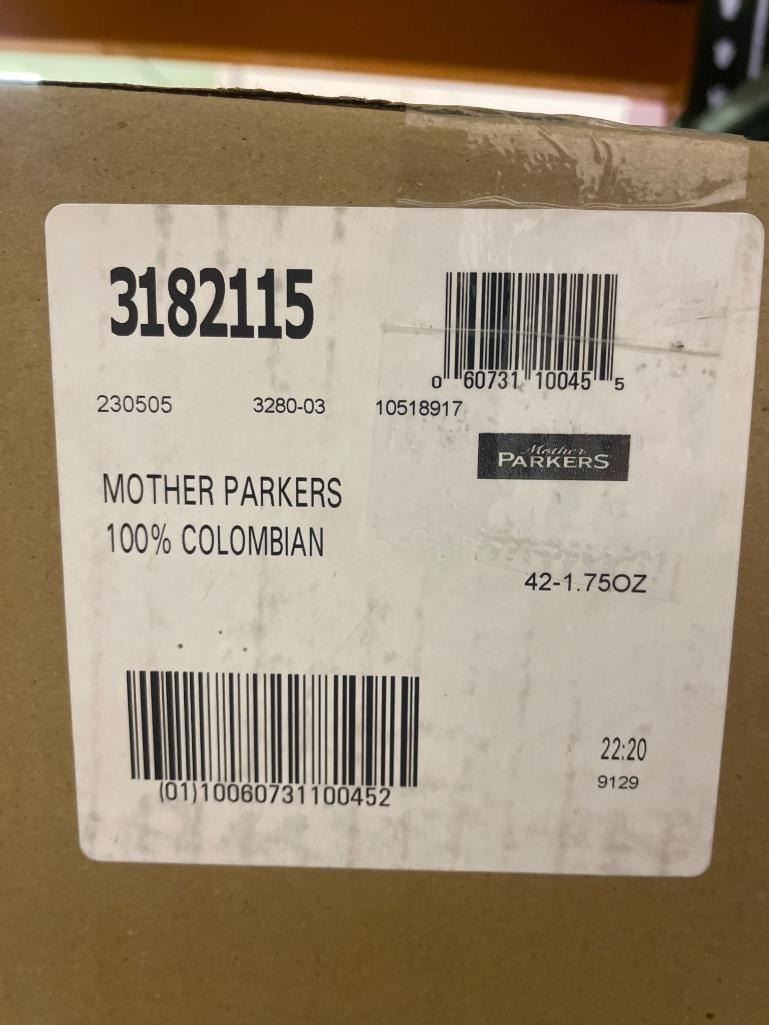 3182115
0 60731 10045 5
230505 3280-03 10518917
Mother
PARKERS
MOTHER PARKERS
100% COLOMBIAN
42-1.75OZ
22:20
9129
(01)10060731100452